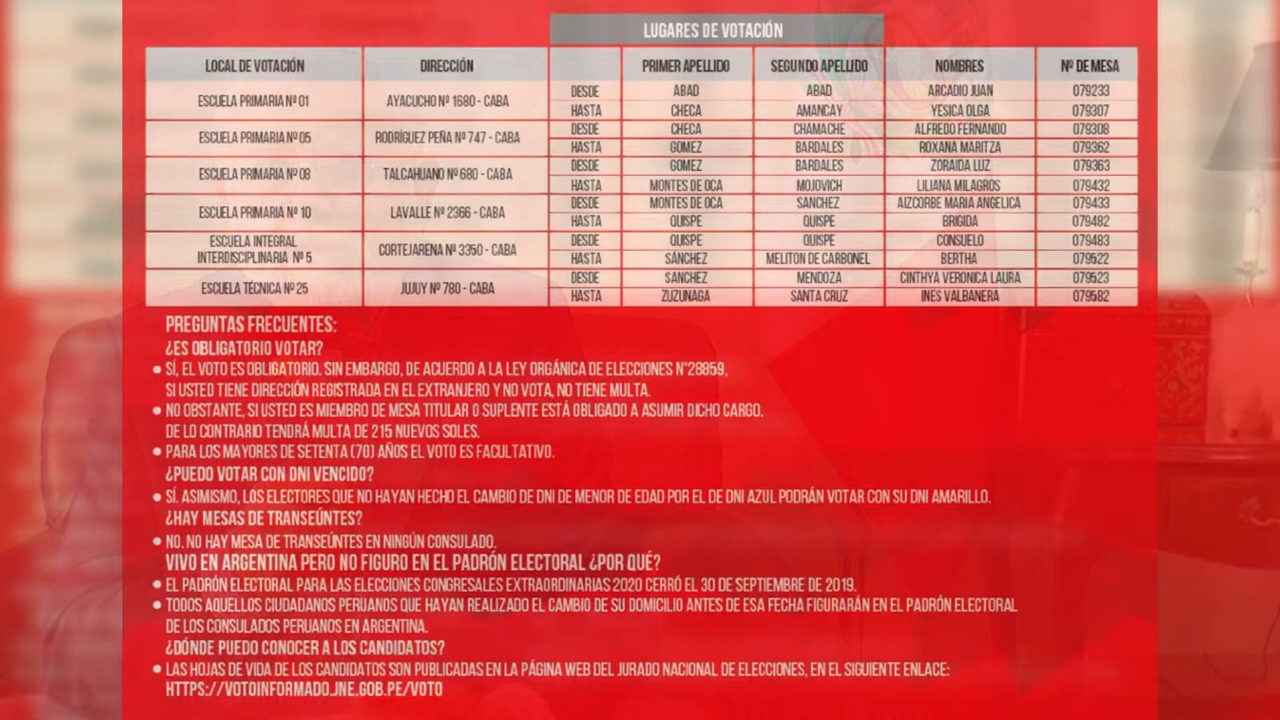 LUGARES DE VOTACIÓN
LOCAL DE VOTACIÓN DIRECCIÓN PRIMER APELLIDO SEGUNDO APELLIDO NOMBRES Nº DE MESA
ESCUELA PRIMARIA Nº 01 AYACUCHO Nº 1680 - CABA DESDE ABAD ABAD ARCADIO JUAN 079233
HASTA CHECA AMANCAY YESICA OLGA 079307
ESCUELA PRIMARIA Nº 05 RODRÍGUEZ PEÑA Nº 747 - CABA DESDE CHECA CHAMACHE ALFREDO FERNANDO 079308
HASTA GOMEZ BARDALES ROXANA MARITZA 079362
ESCUELA PRIMARIA Nº 08 TALCAHUANO Nº 680 - CABA DESDE GOMEZ BARDALES ZORAIDA LUZ 079363
HASTA MONTES DE OCA MOJOVICH LILIANA MILAGROS 079432
ESCUELA PRIMARIA Nº 10 LAVALLE Nº 2366 - CABA DESDE MONTES DE OCA SANCHEZ AIZCORBE MARIA ANGELICA 079433
HASTA QUISPE QUISPE BRIGIDA 079482
ESCUELA INTEGRAL INTERDISCIPLINARIA Nº 5 CORTEJARENA Nº 3350 - CABA DESDE QUISPE QUISPE CONSUELO 079483
HASTA SÁNCHEZ MELITON DE CARBONEL BERTHA 079522
ESCUELA TÉCNICA Nº 25 JUJUY Nº 780 - CABA DESDE SANCHEZ MENDOZA CINTHYA VERONICA LAURA 079523
HASTA ZUZUNAGA SANTA CRUZ INES VALBANERA 079582
PREGUNTAS FRECUENTES:
¿ES OBLIGATORIO VOTAR?
● SÍ, EL VOTO ES OBLIGATORIO. SIN EMBARGO, DE ACUERDO A LA LEY ORGÁNICA DE ELECCIONES N°28859,
SI USTED TIENE DIRECCIÓN REGISTRADA EN EL EXTRANJERO Y NO VOTA, NO TIENE MULTA.
● NO OBSTANTE, SI USTED ES MIEMBRO DE MESA TITULAR O SUPLENTE ESTÁ OBLIGADO A ASUMIR DICHO CARGO.
DE LO CONTRARIO TENDRÁ MULTA DE 215 NUEVOS SOLES.
● PARA LOS MAYORES DE SETENTA (70) AÑOS EL VOTO ES FACULTATIVO.
¿PUEDO VOTAR CON DNI VENCIDO?
● SÍ. ASIMISMO, LOS ELECTORES QUE NO HAYAN HECHO EL CAMBIO DE DNI DE MENOR DE EDAD POR EL DE DNI AZUL PODRÁN VOTAR CON SU DNI AMARILLO.
¿HAY MESAS DE TRANSEÚNTES?
● NO. NO HAY MESA DE TRANSEÚNTES EN NINGÚN CONSULADO.
VIVO EN ARGENTINA PERO NO FIGURO EN EL PADRÓN ELECTORAL ¿POR QUÉ?
● EL PADRÓN ELECTORAL PARA LAS ELECCIONES CONGRESALES EXTRAORDINARIAS 2020 CERRÓ EL 30 DE SEPTIEMBRE DE 2019.
● TODOS AQUELLOS CIUDADANOS PERUANOS QUE HAYAN REALIZADO EL CAMBIO DE SU DOMICILIO ANTES DE ESA FECHA FIGURARÁN EN EL PADRÓN ELECTORAL
DE LOS CONSULADOS PERUANOS EN ARGENTINA.
¿DÓNDE PUEDO CONOCER A LOS CANDIDATOS?
● LAS HOJAS DE VIDA DE LOS CANDIDATOS SON PUBLICADAS EN LA PÁGINA WEB DEL JURADO NACIONAL DE ELECCIONES, EN EL SIGUIENTE ENLACE:
HTTPS://VOTOINFORMADO.JNE.GOB.PE/VOTO